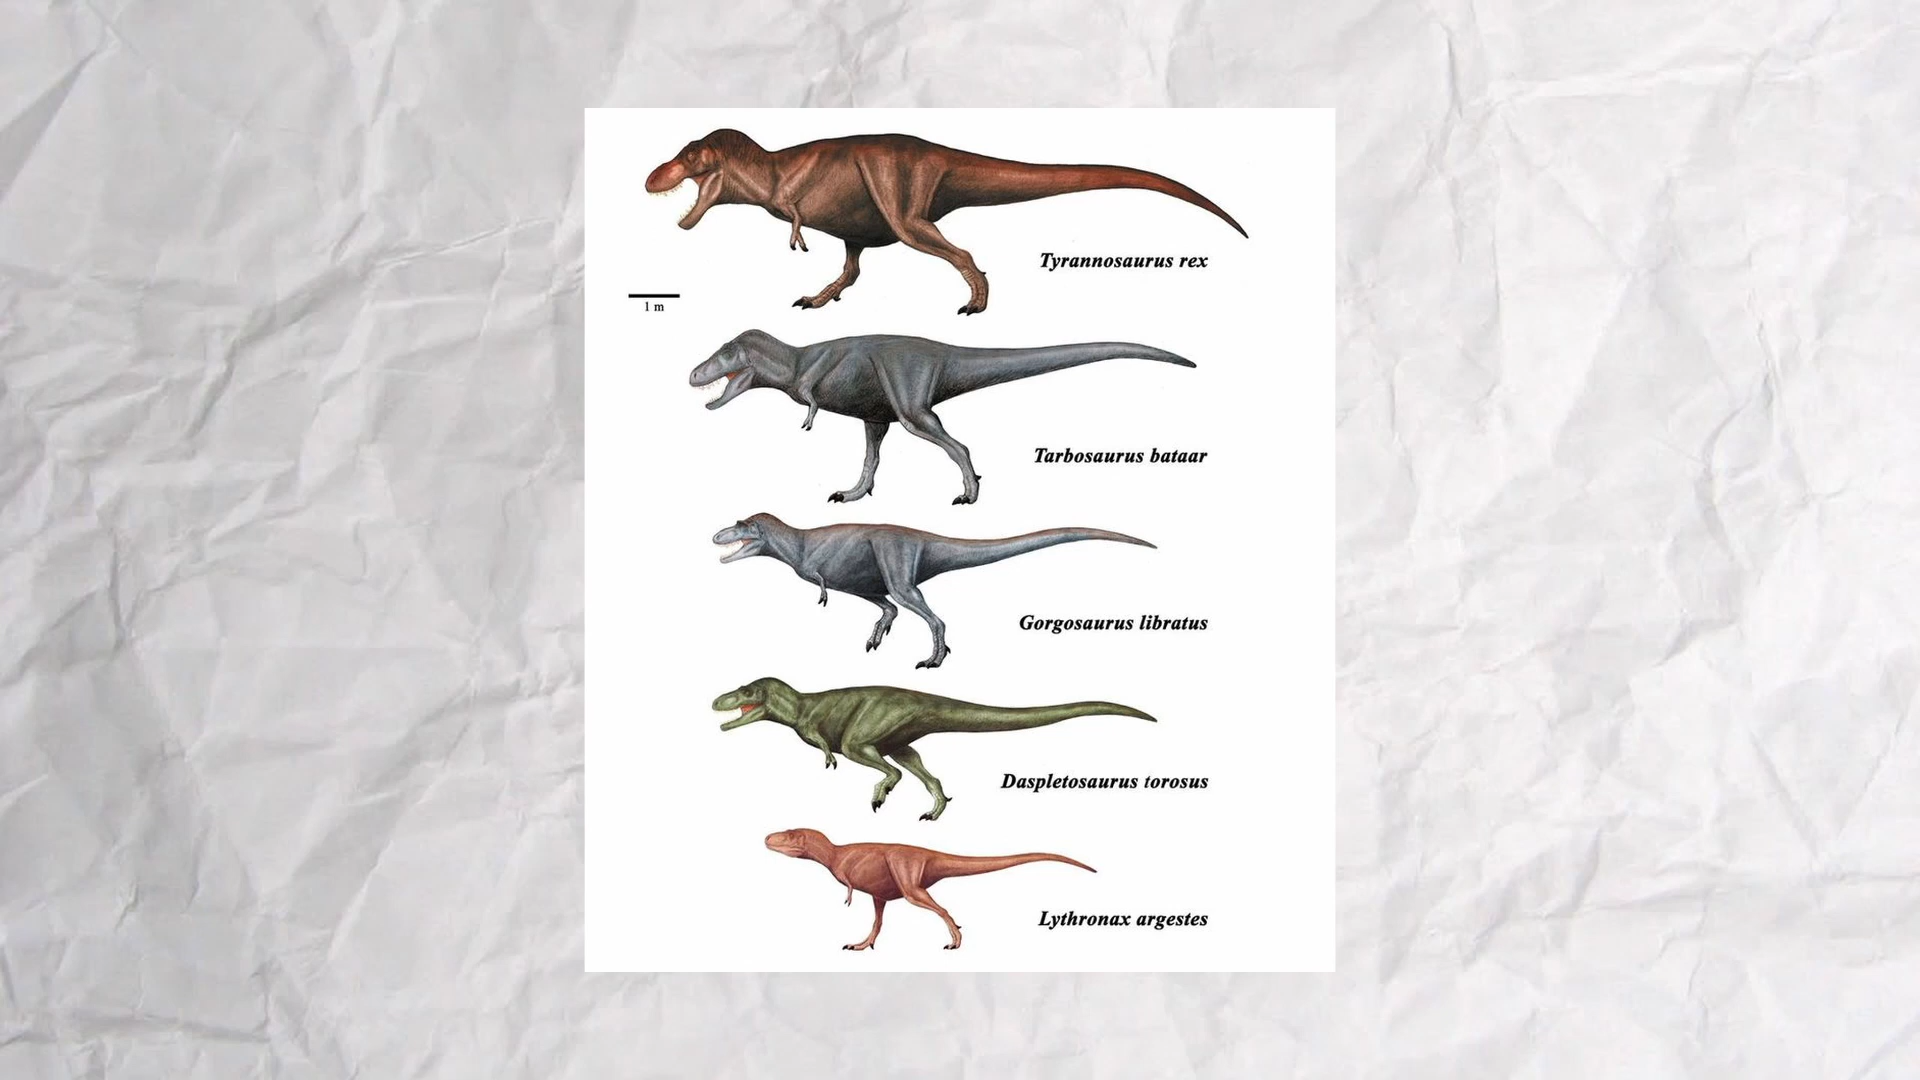 Tyrannosaurus rex
1 m
Tarbosaurus bataar
Gorgosaurus libratus
Daspletosaurus torosus
Lythronax argestes